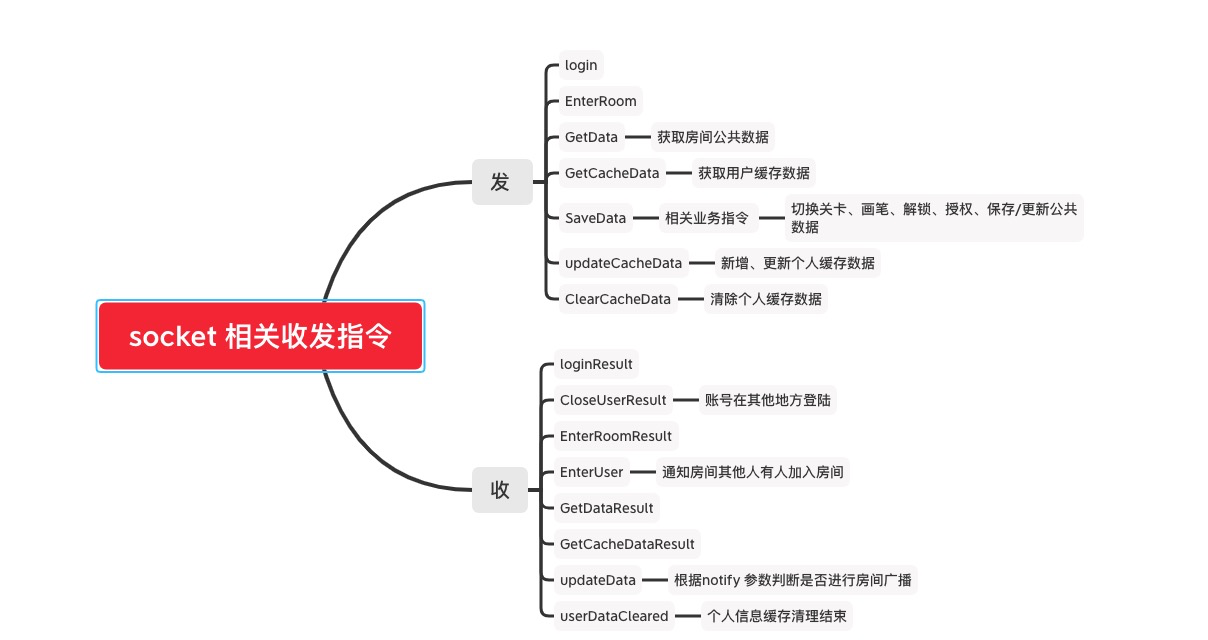 socket 相关收发指令
发
login
EnterRoom
GetData
获取房间公共数据
GetCacheData
获取用户缓存数据
SaveData
相关业务指令
切换关卡、画笔、解锁、授权、保存/更新公共
数据
updateCacheData
新增、更新个人缓存数据
ClearCacheData
清除个人缓存数据
收
loginResult
CloseUserResult
账号在其他地方登陆
EnterRoomResult
EnterUser
通知房间其他人有人加入房间
GetDataResult
GetCacheDataResult
updateData
根据notify 参数判断是否进行房间广播
userDataCleared
个人信息缓存清理结束